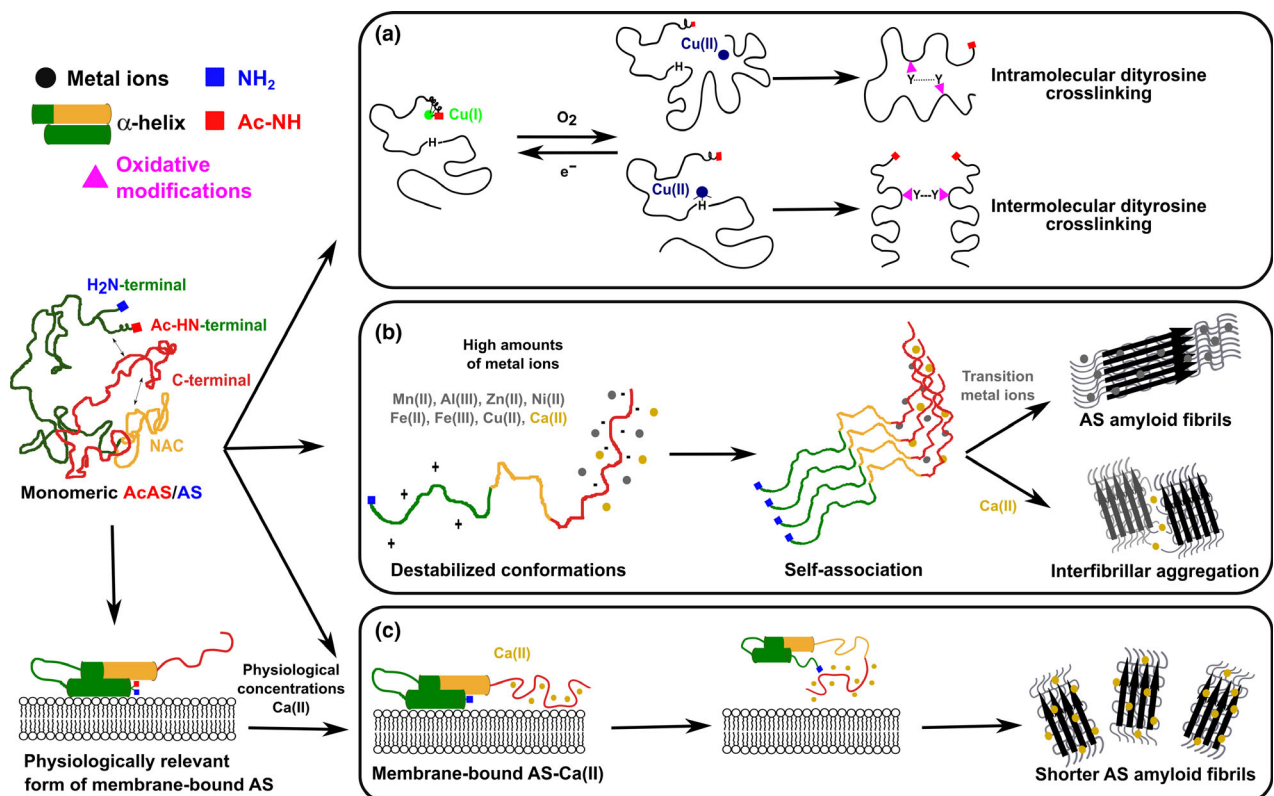 Metal ions
NH₂
α-helix
Ac-NH
Oxidative
modifications
H₂N-terminal
Ac-HN-terminal
C-terminal
NAC
Monomeric AcAS/AS
Physiologically relevant
form of membrane-bound AS
Physiological
concentrations
Ca(II)
(a)
Cu(I)
H
O₂
e⁻
Cu(II)
H
Cu(II)
H
Y Y
Intramolecular dityrosine
crosslinking
Y---Y
Intermolecular dityrosine
crosslinking
(b)
High amounts
of metal ions
Mn(II), Al(III), Zn(II), Ni(II)
Fe(II), Fe(III), Cu(II), Ca(II)
+ + + +
- - - - -
Destabilized conformations
Self-association
Transition
metal ions
Ca(II)
AS amyloid fibrils
Interfibrillar aggregation
(c)
Ca(II)
Membrane-bound AS-Ca(II)
Shorter AS amyloid fibrils